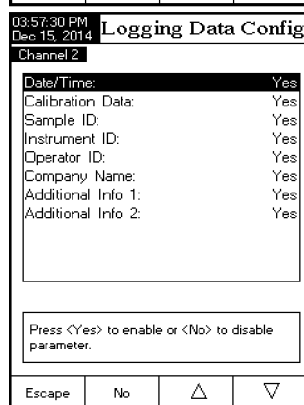 03:57:30 PM
Dec 15, 2014
Logging Data Config
Channel 2
Date/Time: Yes
Calibration Data: Yes
Sample ID: Yes
Instrument ID: Yes
Operator ID: Yes
Company Name: Yes
Additional Info 1: Yes
Additional Info 2: Yes
Press <Yes> to enable or <No> to disable
parameter.
Escape No △ ▽